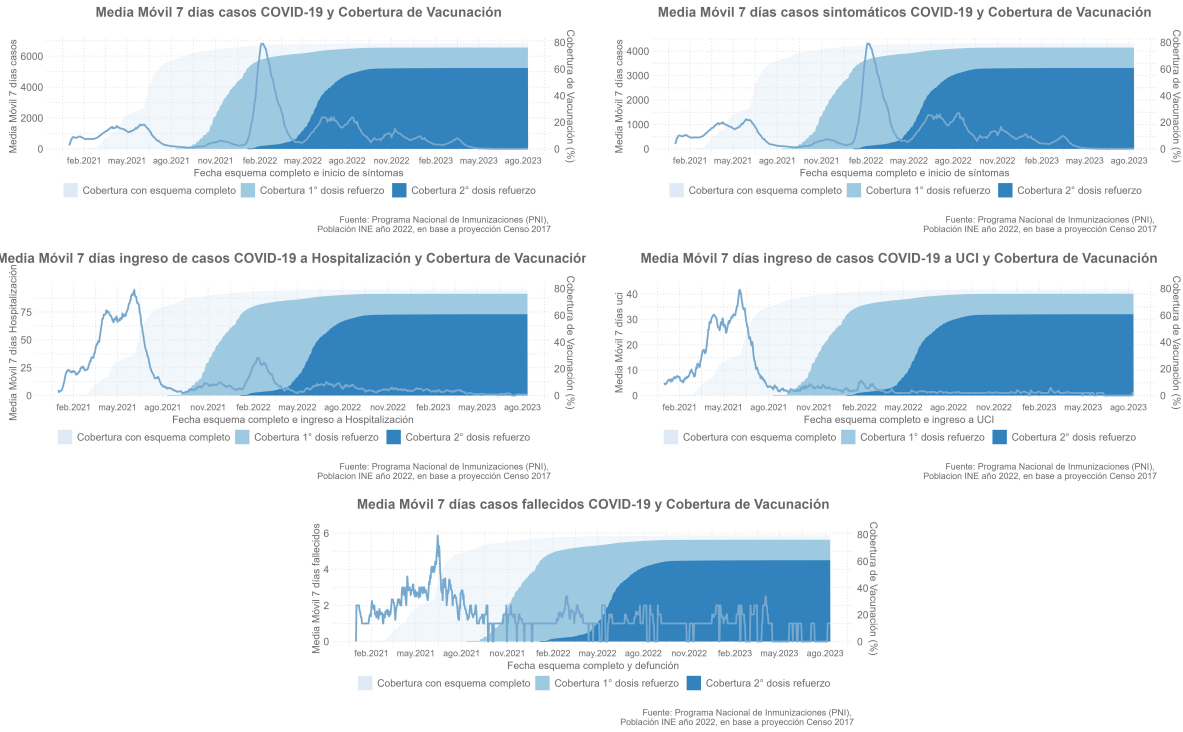 Media Móvil 7 dias casos COVID-19 y Cobertura de Vacunación
Media Móvil 7 días casos
6000
4000
2000
0
80
60
40
20
0
Cobertura de Vacunación (%)
feb.2021 may.2021 ago.2021 nov.2021 feb.2022 may.2022 ago.2022 nov.2022 feb.2023 may.2023 ago.2023
Fecha esquema completo e inicio de síntomas
Cobertura con esquema completo Cobertura 1° dosis refuerzo Cobertura 2° dosis refuerzo
Fuente: Programa Nacional de Inmunizaciones (PNI),
Población INE año 2022, en base a proyección Censo 2017
Media Móvil 7 días casos sintomáticos COVID-19 y Cobertura de Vacunación
Media Móvil 7 días casos
4000
3000
2000
1000
0
80
60
40
20
0
Cobertura de Vacunación (%)
feb.2021 may.2021 ago.2021 nov.2021 feb.2022 may.2022 ago.2022 nov.2022 feb.2023 may.2023 ago.2023
Fecha esquema completo e inicio de síntomas
Cobertura con esquema completo Cobertura 1° dosis refuerzo Cobertura 2° dosis refuerzo
Fuente: Programa Nacional de Inmunizaciones (PNI),
Población INE año 2022, en base a proyección Censo 2017
Media Móvil 7 días ingreso de casos COVID-19 a Hospitalización y Cobertura de Vacunación
Media Móvil 7 días Hospitalización
75
50
25
0
80
60
40
20
0
Cobertura de Vacunación (%)
feb.2021 may.2021 ago.2021 nov.2021 feb.2022 may.2022 ago.2022 nov.2022 feb.2023 may.2023 ago.2023
Fecha esquema completo e ingreso a Hospitalización
Cobertura con esquema completo Cobertura 1° dosis refuerzo Cobertura 2° dosis refuerzo
Fuente: Programa Nacional de Inmunizaciones (PNI),
Poblacion INE año 2022, en base a proyección Censo 2017
Media Móvil 7 días ingreso de casos COVID-19 a UCI y Cobertura de Vacunación
Media Móvil 7 días uci
40
30
20
10
0
80
60
40
20
0
Cobertura de Vacunación (%)
feb.2021 may.2021 ago.2021 nov.2021 feb.2022 may.2022 ago.2022 nov.2022 feb.2023 may.2023 ago.2023
Fecha esquema completo e ingreso a UCI
Cobertura con esquema completo Cobertura 1° dosis refuerzo Cobertura 2° dosis refuerzo
Fuente: Programa Nacional de Inmunizaciones (PNI),
Poblacion INE año 2022, en base a proyección Censo 2017
Media Móvil 7 días casos fallecidos COVID-19 y Cobertura de Vacunación
Media Móvil 7 días fallecidos
6
4
2
0
80
60
40
20
0
Cobertura de Vacunación (%)
feb.2021 may.2021 ago.2021 nov.2021 feb.2022 may.2022 ago.2022 nov.2022 feb.2023 may.2023 ago.2023
Fecha esquema completo y defunción
Cobertura con esquema completo Cobertura 1° dosis refuerzo Cobertura 2° dosis refuerzo
Fuente: Programa Nacional de Inmunizaciones (PNI),
Población INE año 2022, en base a proyección Censo 2017